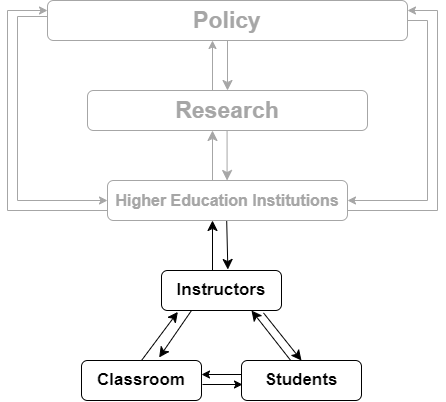 Policy
Research
Higher Education Institutions
Instructors
Classroom
Students